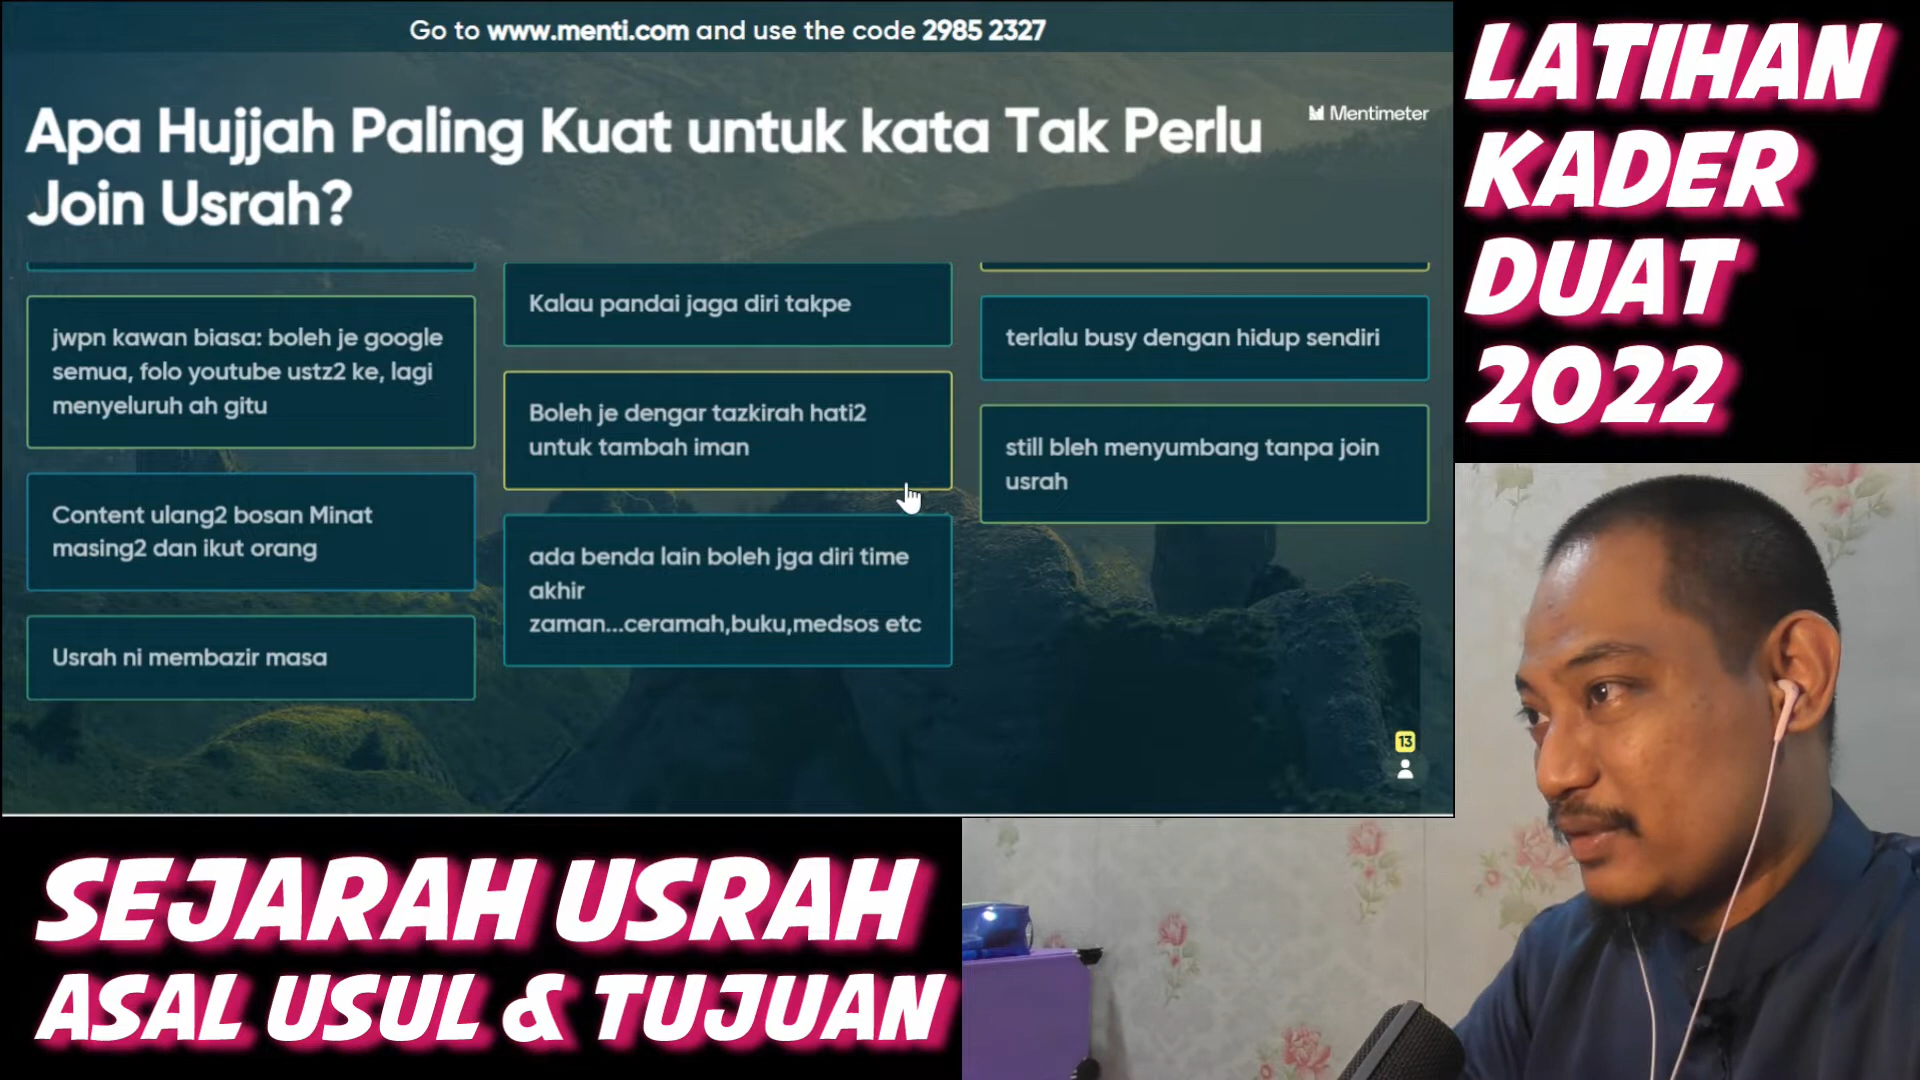 Go to www.menti.com and use the code 2985 2327
Apa Hujjah Paling Kuat untuk kata Tak Perlu
Join Usrah?
Mentimeter
jwpn kawan biasa: boleh je google
semua, folo youtube ustz2 ke, lagi
menyeluruh ah gitu
Content ulang2 bosan Minat
masing2 dan ikut orang
Usrah ni membazir masa
Kalau pandai jaga diri takpe
Boleh je dengar tazkirah hati2
untuk tambah iman
ada benda lain boleh jga diri time
akhir
zaman...ceramah,buku,medsos etc
terlalu busy dengan hidup sendiri
still bleh menyumbang tanpa join
usrah
13
LATIHAN
KADER
DUAT
2022
SEJARAH USRAH
ASAL USUL & TUJUAN